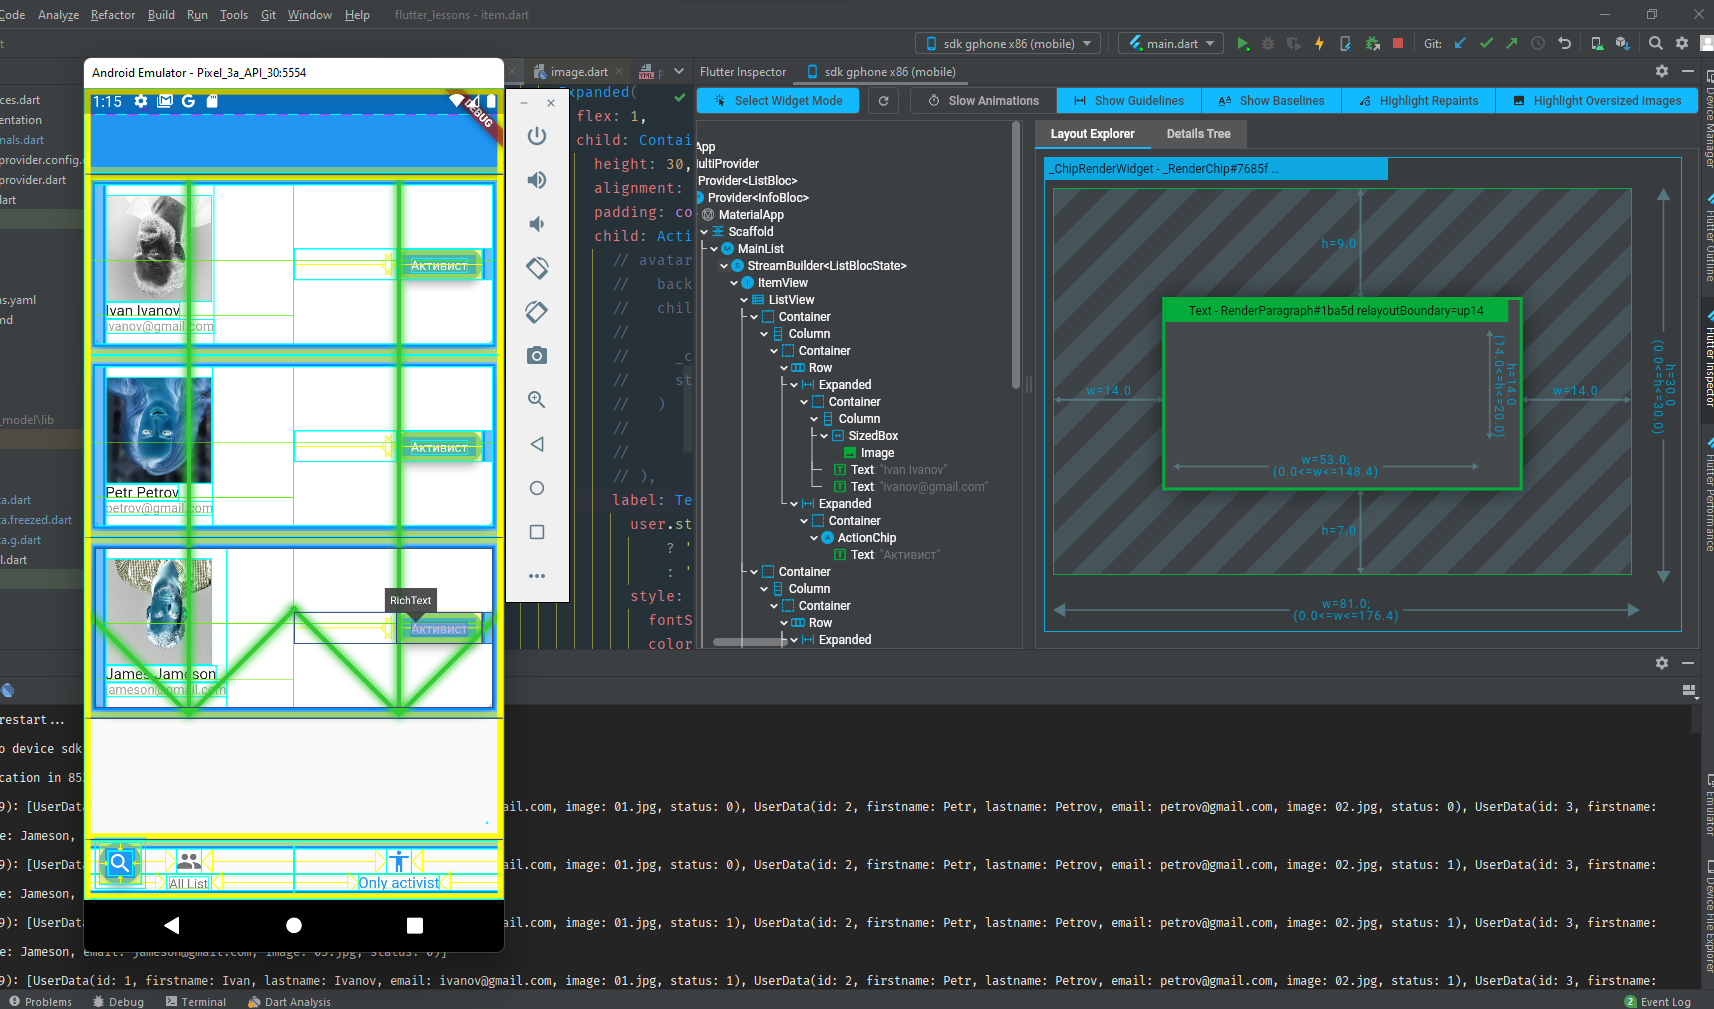 Code Analyze Refactor Build Run Tools Git Window Help flutter_lessons - item.dart
sdk gphone x86 (mobile) main.dart Git:
Android Emulator - Pixel_3a_API_30:5554
image.dart
Flutter Inspector sdk gphone x86 (mobile)
Select Widget Mode Slow Animations Show Guidelines Show Baselines Highlight Repaints Highlight Oversized Images
Layout Explorer Details Tree
1:15
DEBUG
Ivan Ivanov
ivanov@gmail.com
Активист
Petr Petrov
petrov@gmail.com
Активист
RichText
Активист
James Jameson
jameson@gmail.com
All List
Only activist
ces.dart
entation
nals.dart
provider.config.
provider.dart
dart
ns.yaml
md
_model\lib
ta.dart
ta.freezed.dart
ta.g.dart
l.dart
Expanded(
flex: 1,
child: Contai
height: 30,
alignment:
padding: co
child: Acti
// avatar
// back
// chil
//
// _c
// st
// )
//
//
// ),
label: Te
user.st
? '
: '
style:
fontS
color
App
MultiProvider
Provider<ListBloc>
Provider<InfoBloc>
MaterialApp
Scaffold
MainList
StreamBuilder<ListBlocState>
ItemView
ListView
Container
Column
Container
Row
Expanded
Container
Column
SizedBox
Image
Text: "Ivan Ivanov"
Text: "ivanov@gmail.com"
Expanded
Container
ActionChip
Text: "Активист"
Container
Column
Container
Row
Expanded
_ChipRenderWidget - _RenderChip#7685f ...
h=9.0
Text - RenderParagraph#1ba5d relayoutBoundary=up14
h=14.0
(14.0<=h<=20.0)
w=14.0
w=14.0
w=53.0;
(0.0<=w<=148.4)
h=7.0
h=30.0
(0.0<=h<=30.0)
w=81.0;
(0.0<=w<=176.4)
Device Manager
Flutter Outline
Flutter Inspector
Flutter Performance
Emulator
Device File Explorer
restart...
o device sdk
cation in 85
9): [UserData ail.com, image: 01.jpg, status: 0), UserData(id: 2, firstname: Petr, lastname: Petrov, email: petrov@gmail.com, image: 02.jpg, status: 0), UserData(id: 3, firstname:
e: Jameson,
9): [UserData ail.com, image: 01.jpg, status: 0), UserData(id: 2, firstname: Petr, lastname: Petrov, email: petrov@gmail.com, image: 02.jpg, status: 1), UserData(id: 3, firstname:
e: Jameson,
9): [UserData ail.com, image: 01.jpg, status: 1), UserData(id: 2, firstname: Petr, lastname: Petrov, email: petrov@gmail.com, image: 02.jpg, status: 1), UserData(id: 3, firstname:
e: Jameson, email: jameson@gmail.com, image: 03.jpg, status: 0)]
9): [UserData(id: 1, firstname: Ivan, lastname: Ivanov, email: ivanov@gmail.com, image: 01.jpg, status: 1), UserData(id: 2, firstname: Petr, lastname: Petrov, email: petrov@gmail.com, image: 02.jpg, status: 1), UserData(id: 3, firstname:
Problems Debug Terminal Dart Analysis 2 Event Log